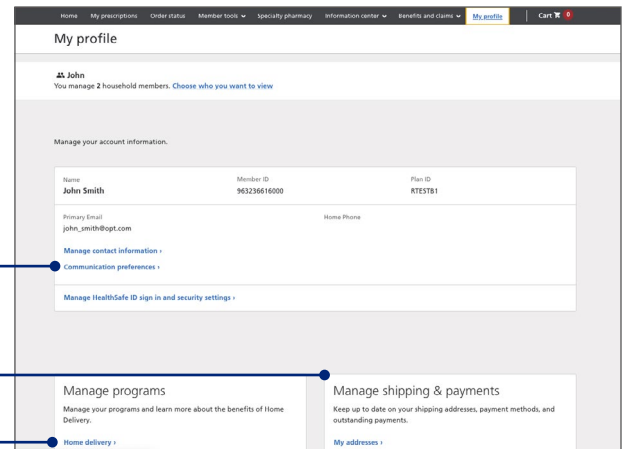 Home My prescriptions Order status Member tools Specialty pharmacy Information center Benefits and claims My profile Cart 0
My profile
John
You manage 2 household members. Choose who you want to view
Manage your account information.
Name Member ID Plan ID
John Smith 963236616000 RTESTB1
Primary Email Home Phone
john_smith@opt.com
Manage contact information ›
Communication preferences ›
Manage HealthSafe ID sign in and security settings ›
Manage programs
Manage your programs and learn more about the benefits of Home
Delivery.
Home delivery ›
Manage shipping & payments
Keep up to date on your shipping addresses, payment methods, and
outstanding payments.
My addresses ›